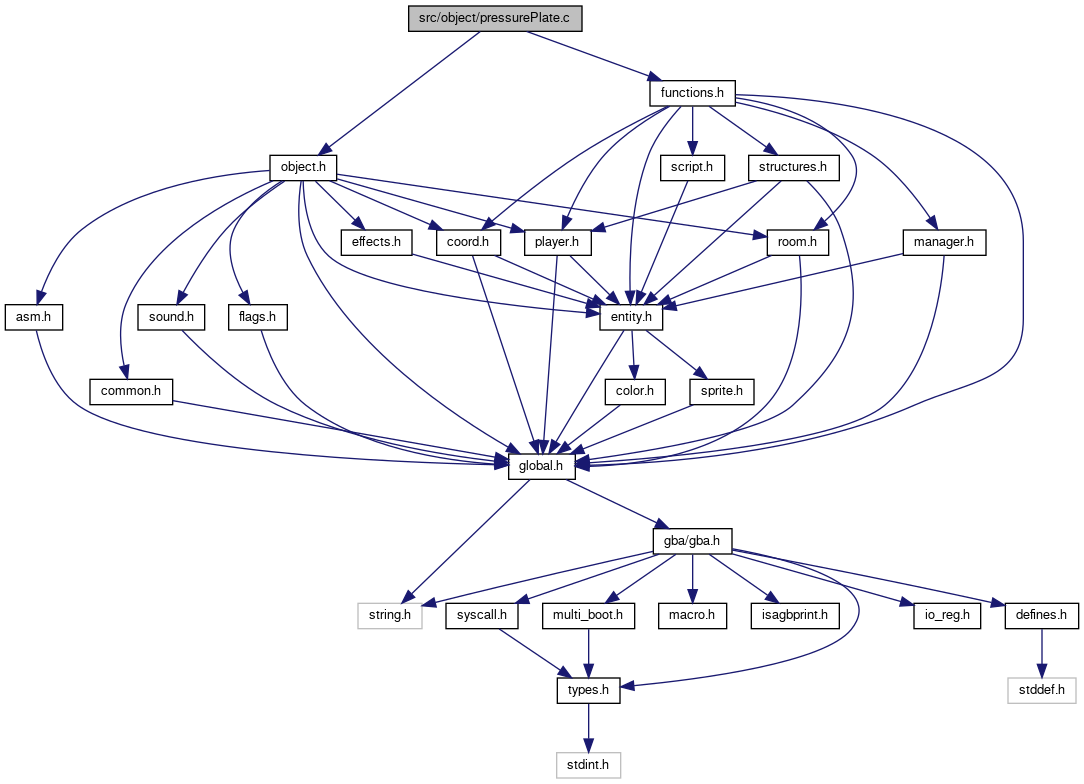 src/object/pressurePlate.c
functions.h
object.h
script.h
structures.h
effects.h
coord.h
player.h
room.h
manager.h
asm.h
sound.h
flags.h
entity.h
common.h
color.h
sprite.h
global.h
gba/gba.h
string.h
syscall.h
multi_boot.h
macro.h
isagbprint.h
io_reg.h
defines.h
types.h
stddef.h
stdint.h